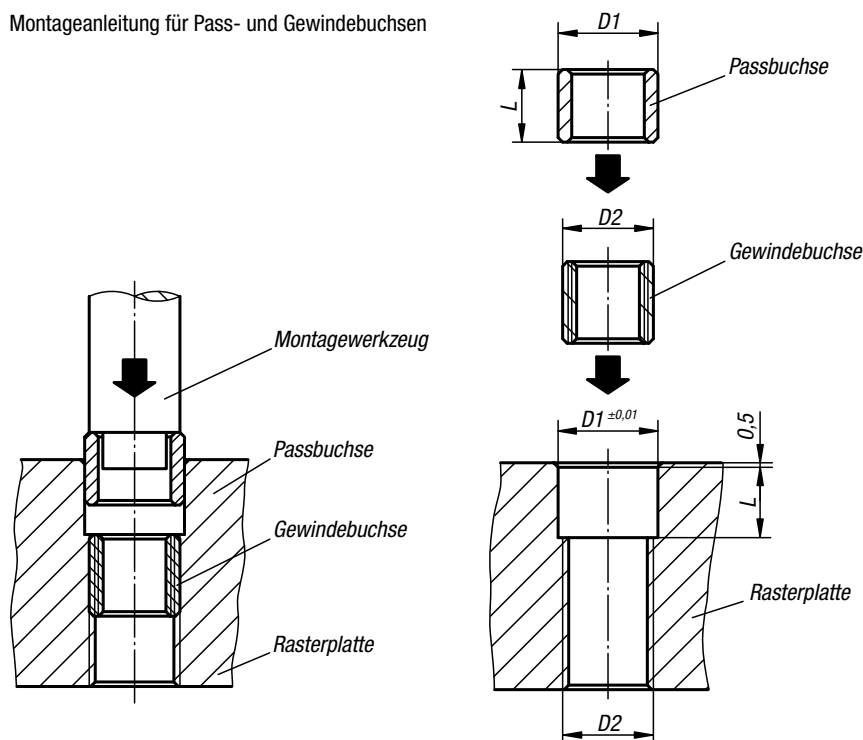 Montageanleitung für Pass- und Gewindebuchsen
D1
Passbuchse
L
D2
Gewindebuchse
Montagewerkzeug
D1 ±0,01
0,5
Passbuchse
L
Gewindebuchse
Rasterplatte
Rasterplatte
D2